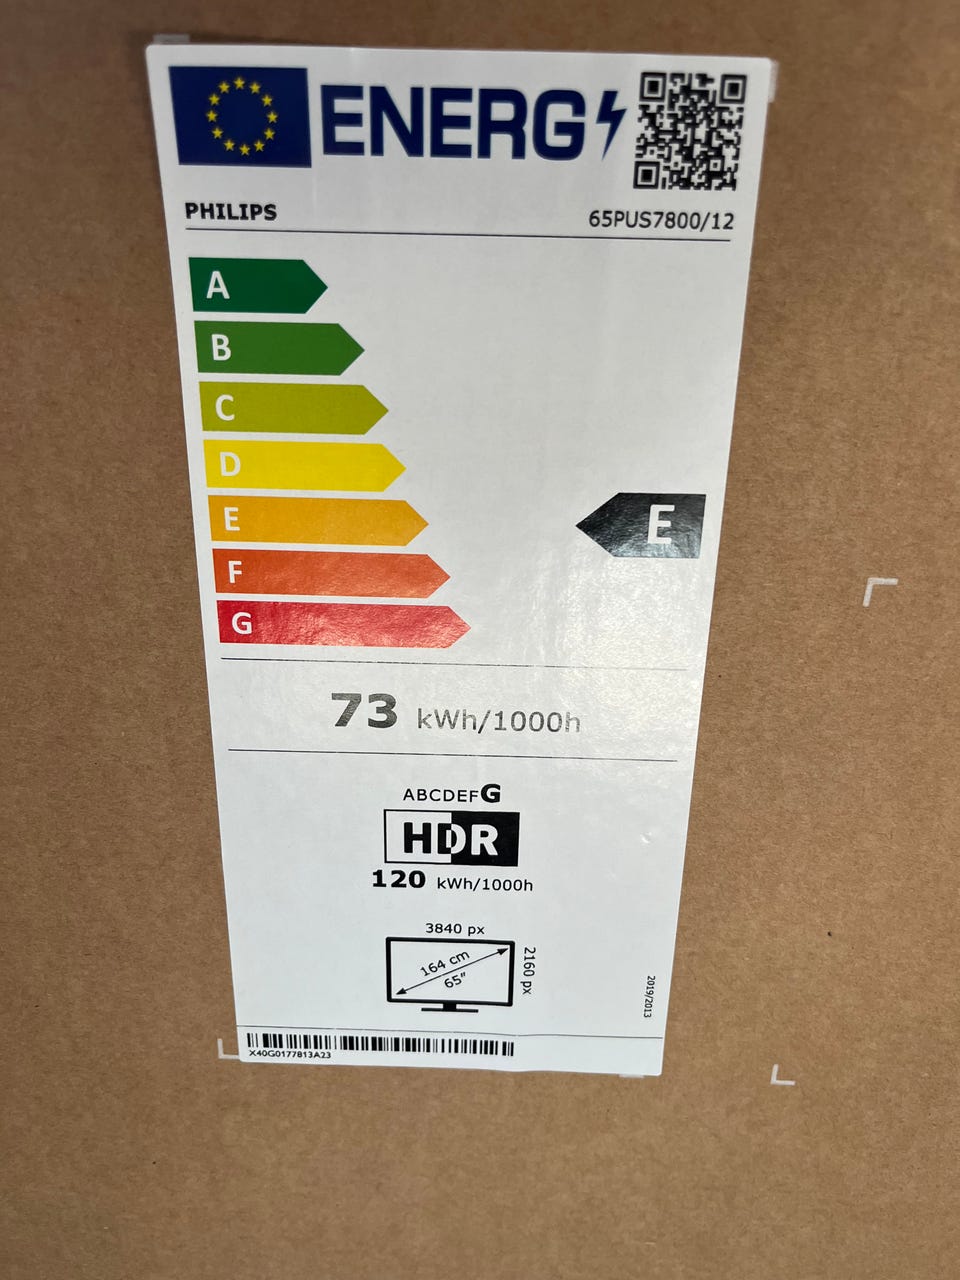 ENERG
PHILIPS
65PUS7800/12
A
B
C
D
E
E
F
G
73 kWh/1000h
ABCDEFG
HDR
120 kWh/1000h
3840 px
164 cm
65"
2160 px
2019/2013
X40G0177813A23